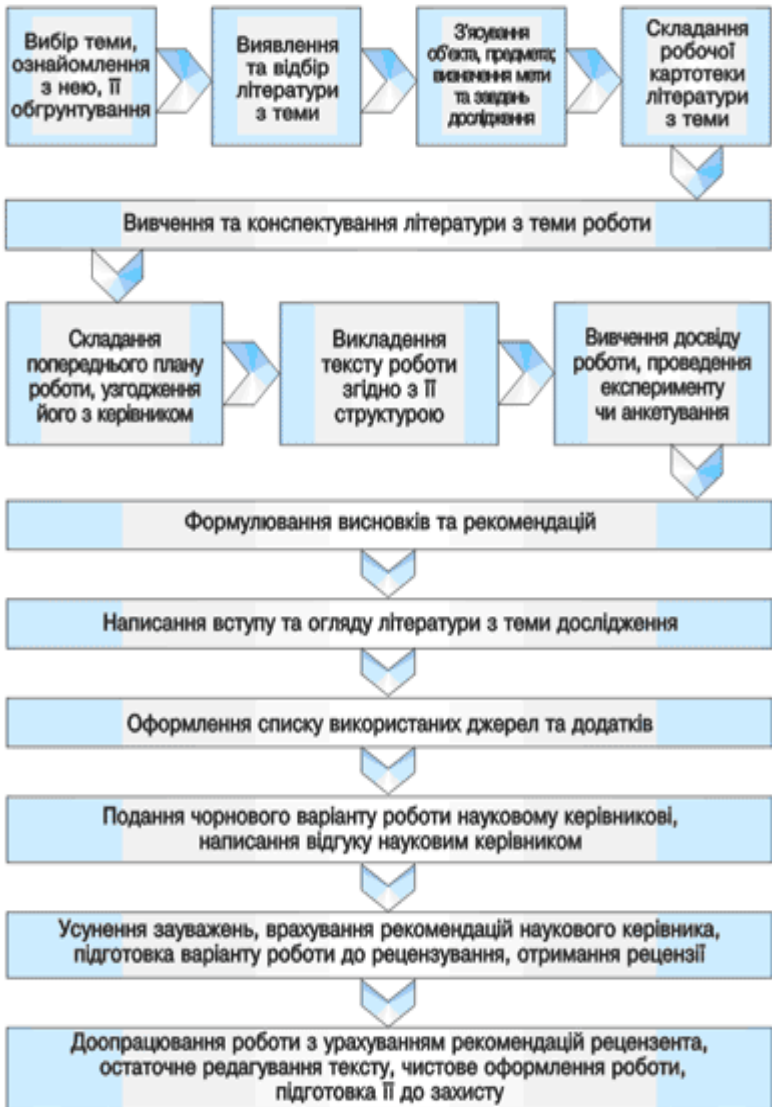 Вибір теми,
ознайомлення
з нею, її
обгрунтування
Виявлення
та відбір
літератури
з теми
З'ясування
об'єкта, предмета;
визначення мети
та завдань
дослідження
Складання
робочої
картотеки
літератури
з теми
Вивчення та конспектування літератури з теми роботи
Складання
попереднього плану
роботи, узгодження
його з керівником
Викладення
тексту роботи
згідно з її
структурою
Вивчення досвіду
роботи, проведення
експерименту
чи анкетування
Формулювання висновків та рекомендацій
Написання вступу та огляду літератури з теми дослідження
Оформлення списку використаних джерел та додатків
Подання чорнового варіанту роботи науковому керівникові,
написання відгуку науковим керівником
Усунення зауважень, врахування рекомендацій наукового керівника,
підготовка варіанту роботи до рецензування, отримання рецензії
Доопрацювання роботи з урахуванням рекомендацій рецензента,
остаточне редагування тексту, чистове оформлення роботи,
підготовка її до захисту